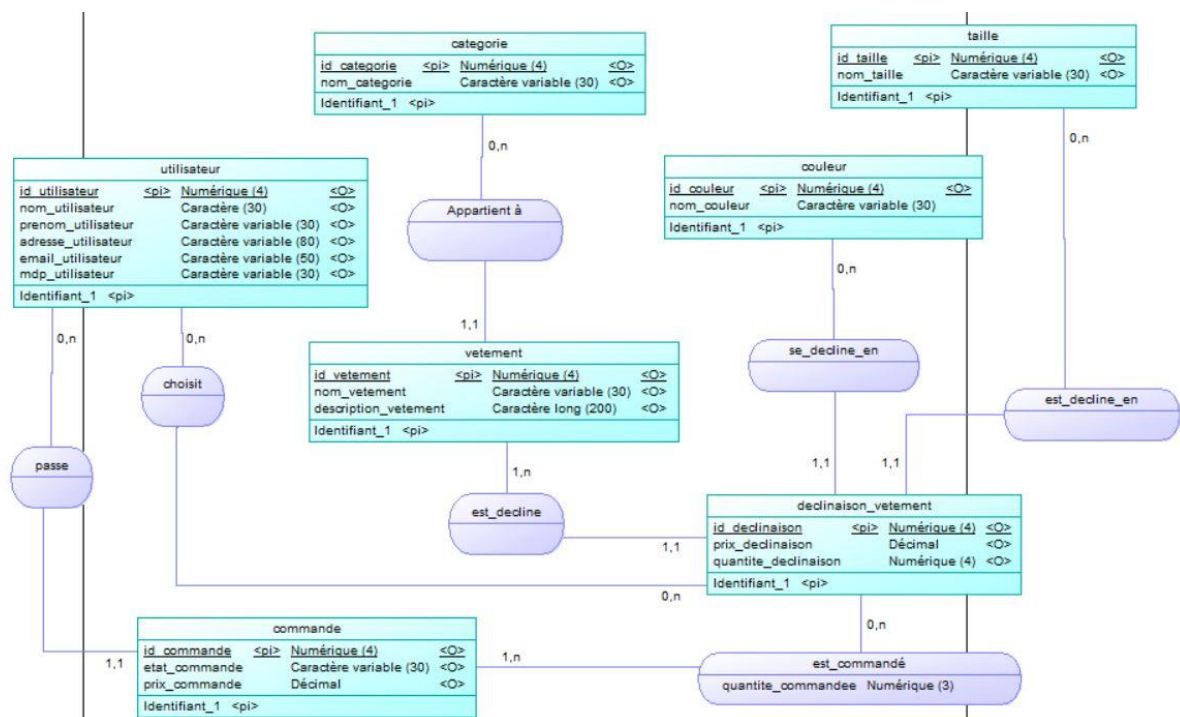 categorie
id_categorie <pi> Numérique (4) <O>
nom_categorie Caractère variable (30) <O>
Identifiant_1 <pi>
taille
id_taille <pi> Numérique (4) <O>
nom_taille Caractère variable (30) <O>
Identifiant_1 <pi>
0,n
0,n
utilisateur
id_utilisateur <pi> Numérique (4) <O>
nom_utilisateur Caractère (30) <O>
prenom_utilisateur Caractère variable (30) <O>
adresse_utilisateur Caractère variable (80) <O>
email_utilisateur Caractère variable (50) <O>
mdp_utilisateur Caractère variable (30) <O>
Identifiant_1 <pi>
couleur
id_couleur <pi> Numérique (4) <O>
nom_couleur Caractère variable (30)
Identifiant_1 <pi>
Appartient à
0,n
0,n
0,n
1,1
choisit
vetement
id_vetement <pi> Numérique (4) <O>
nom_vetement Caractère variable (30) <O>
description_vetement Caractère long (200) <O>
Identifiant_1 <pi>
se_decline_en
est_decline_en
passe
1,n
1,1
1,1
est_decline
1,1
declinaison_vetement
id_declinaison <pi> Numérique (4) <O>
prix_declinaison Décimal <O>
quantite_declinaison Numérique (4) <O>
Identifiant_1 <pi>
0,n
0,n
commande
id_commande <pi> Numérique (4) <O>
etat_commande Caractère variable (30) <O>
prix_commande Décimal <O>
Identifiant_1 <pi>
1,1
1,n
est_commandé
quantite_commandee Numérique (3)